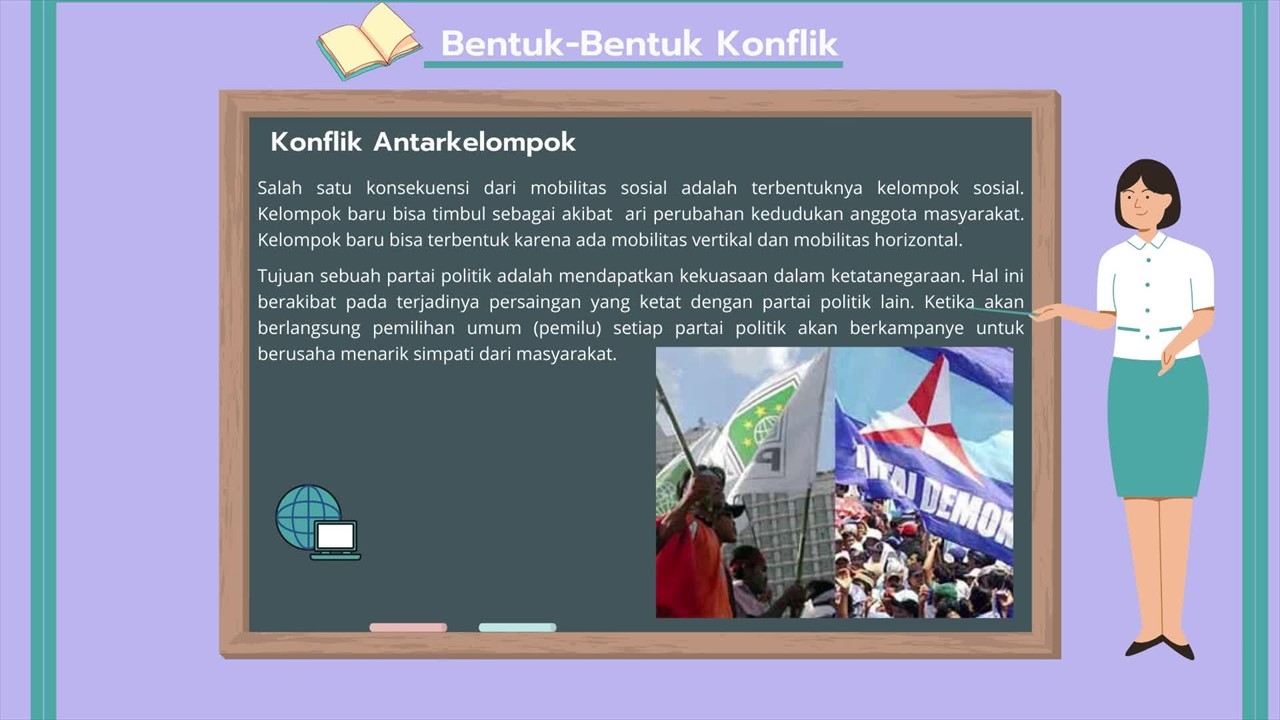 Bentuk-Bentuk Konflik
Konflik Antarkelompok
Salah satu konsekuensi dari mobilitas sosial adalah terbentuknya kelompok sosial.
Kelompok baru bisa timbul sebagai akibat  ari perubahan kedudukan anggota masyarakat.
Kelompok baru bisa terbentuk karena ada mobilitas vertikal dan mobilitas horizontal.
Tujuan sebuah partai politik adalah mendapatkan kekuasaan dalam ketatanegaraan. Hal ini
berakibat pada terjadinya persaingan yang ketat dengan partai politik lain. Ketika akan
berlangsung pemilihan umum (pemilu) setiap partai politik akan berkampanye untuk
berusaha menarik simpati dari masyarakat.
DEMO